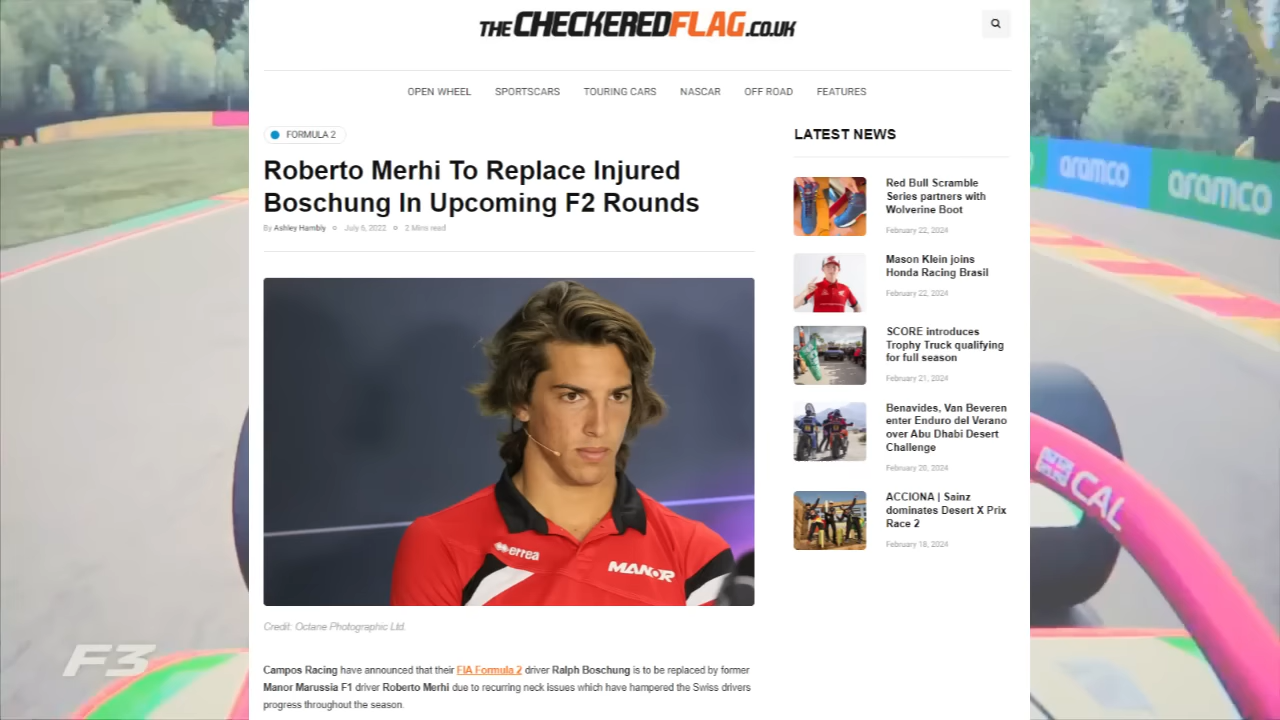 THECHECKEREDFLAG.CO.UK
OPEN WHEEL SPORTSCARS TOURING CARS NASCAR OFF ROAD FEATURES
FORMULA 2
Roberto Merhi To Replace Injured
Boschung In Upcoming F2 Rounds
By Ashley Hambly July 6, 2022 2 Mins read
errea
MANOR
Credit: Octane Photographic Ltd.
Campos Racing have announced that their FIA Formula 2 driver Ralph Boschung is to be replaced by former
Manor Marussia F1 driver Roberto Merhi due to recurring neck issues which have hampered the Swiss drivers
progress throughout the season.
LATEST NEWS
Red Bull Scramble
Series partners with
Wolverine Boot
February 22, 2024
Mason Klein joins
Honda Racing Brasil
February 22, 2024
SCORE introduces
Trophy Truck qualifying
for full season
February 21, 2024
Benavides, Van Beveren
enter Enduro del Verano
over Abu Dhabi Desert
Challenge
February 20, 2024
ACCIONA | Sainz
dominates Desert X Prix
Race 2
February 18, 2024
aramco
aramco
CAL
F3